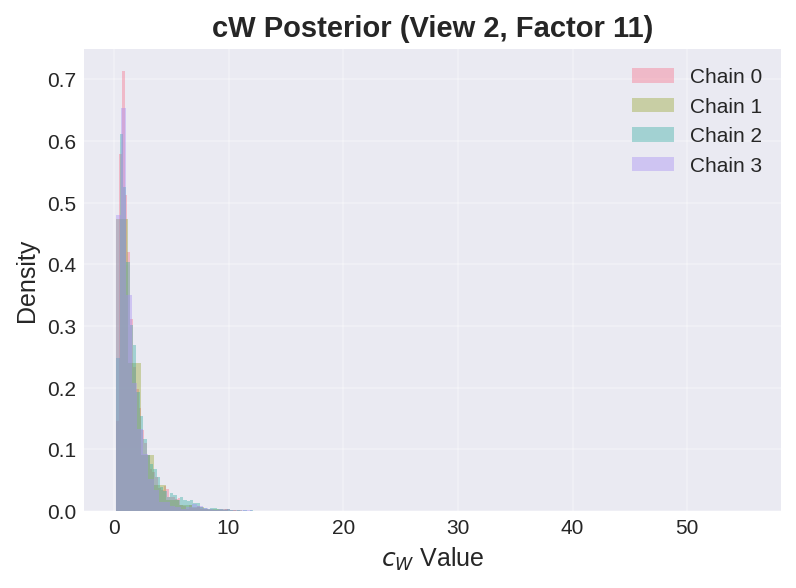 cW Posterior (View 2, Factor 11)
Chain 0
Chain 1
Chain 2
Chain 3
Density
0.7
0.6
0.5
0.4
0.3
0.2
0.1
0.0
0 10 20 30 40 50
c_W Value